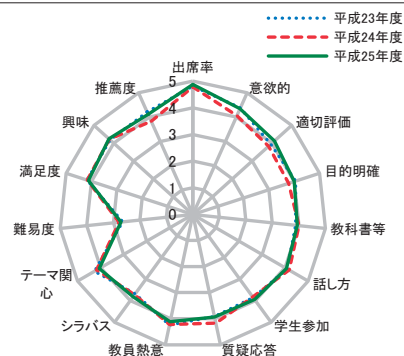 平成23年度
平成24年度
平成25年度
出席率
意欲的
適切評価
目的明確
教科書等
話し方
学生参加
質疑応答
教員熱意
シラバス
テーマ関
心
難易度
満足度
興味
推薦度
5
4
3
2
1
0